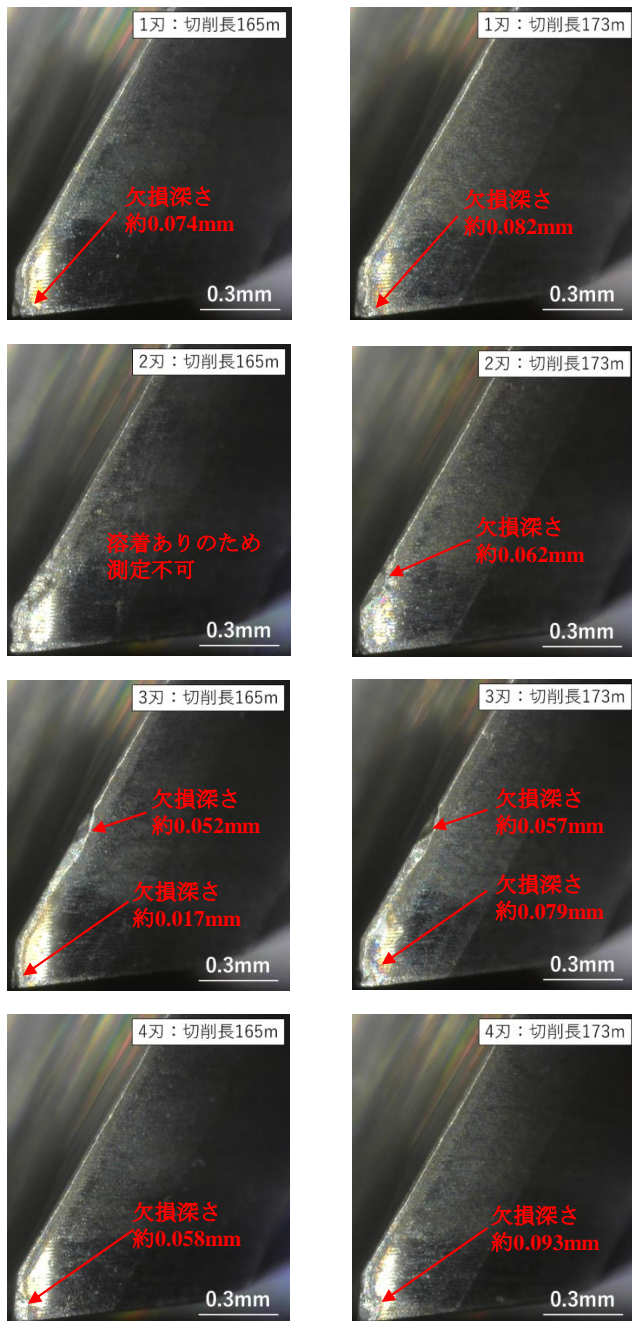 1刃：切削長165m
欠損深さ
約0.074mm
0.3mm
1刃：切削長173m
欠損深さ
約0.082mm
0.3mm
2刃：切削長165m
溶着ありのため
測定不可
0.3mm
2刃：切削長173m
欠損深さ
約0.062mm
0.3mm
3刃：切削長165m
欠損深さ
約0.052mm
欠損深さ
約0.017mm
0.3mm
3刃：切削長173m
欠損深さ
約0.057mm
欠損深さ
約0.079mm
0.3mm
4刃：切削長165m
欠損深さ
約0.058mm
0.3mm
4刃：切削長173m
欠損深さ
約0.093mm
0.3mm